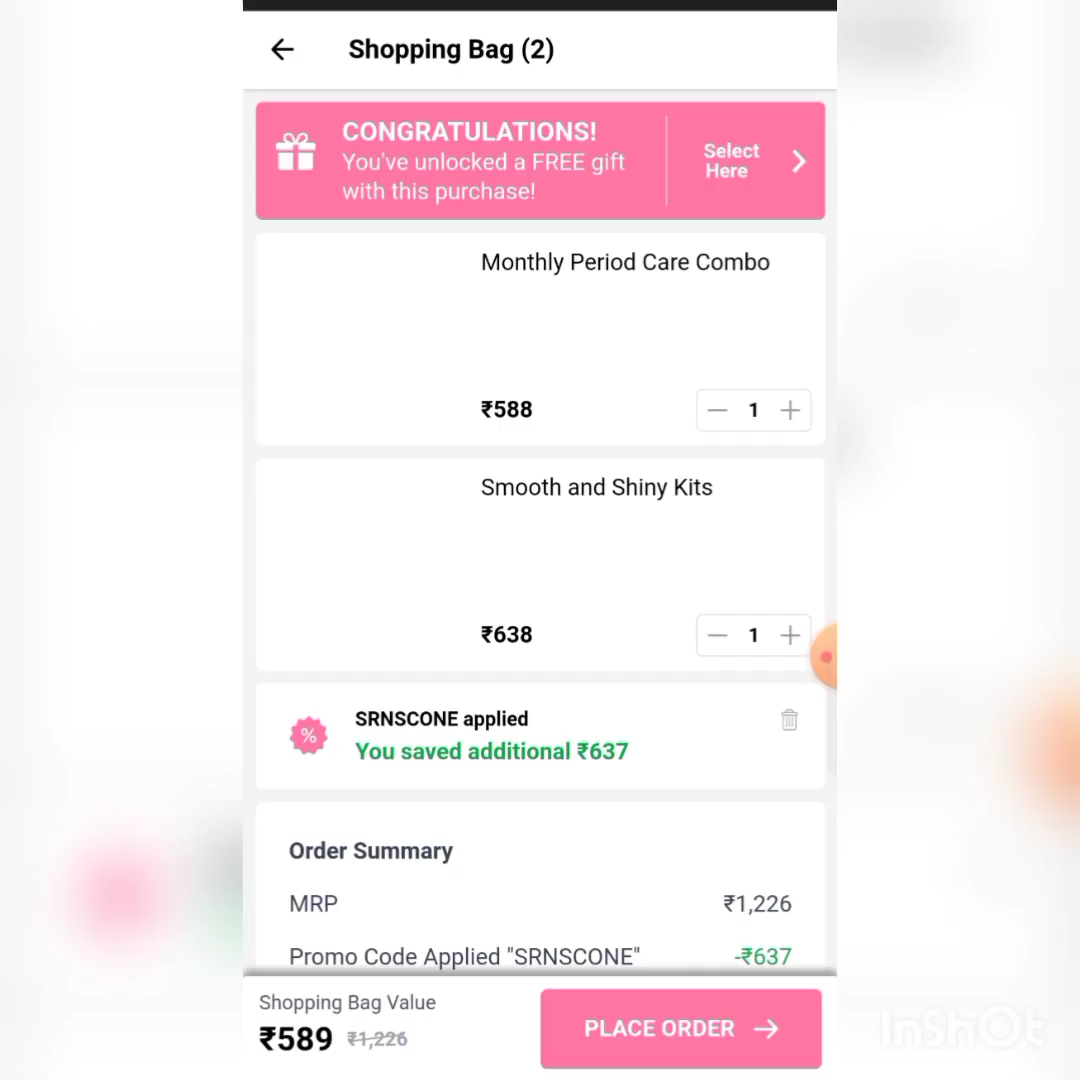 Shopping Bag (2)
CONGRATULATIONS!
You've unlocked a FREE gift
with this purchase!
Select
Here
Monthly Period Care Combo
₹588
1
Smooth and Shiny Kits
₹638
1
%
SRNSCONE applied
You saved additional ₹637
Order Summary
MRP ₹1,226
Promo Code Applied "SRNSCONE" -₹637
Shopping Bag Value
₹589 ₹1,226
PLACE ORDER
InShOt